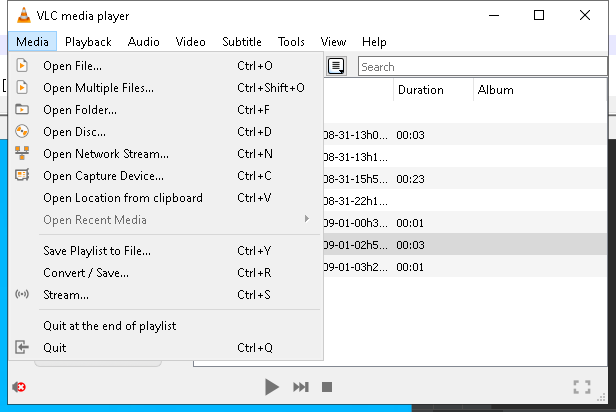 VLC media player
Media Playback Audio Video Subtitle Tools View Help
Open File... Ctrl+O
Search
Open Multiple Files... Ctrl+Shift+O
Duration Album
Open Folder... Ctrl+F
Open Disc... Ctrl+D
08-31-13h0... 00:03
Open Network Stream... Ctrl+N
08-31-13h1...
Open Capture Device... Ctrl+C
08-31-15h5... 00:23
Open Location from clipboard Ctrl+V
08-31-22h1...
Open Recent Media
09-01-00h3... 00:01
Save Playlist to File... Ctrl+Y
09-01-02h5... 00:03
Convert / Save... Ctrl+R
09-01-03h2... 00:01
Stream... Ctrl+S
Quit at the end of playlist
Quit Ctrl+Q